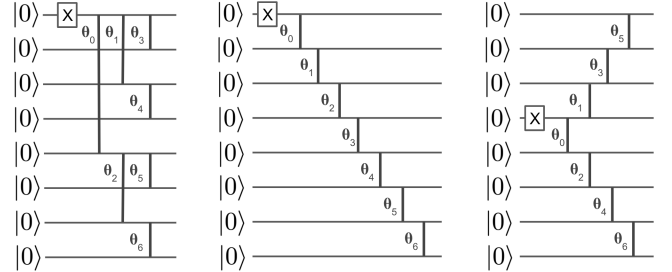 |0⟩ X θ0 θ1 θ3 |0⟩ X θ0 |0⟩ θ5
|0⟩ |0⟩ θ1 |0⟩ θ3
|0⟩ θ4 |0⟩ θ2 |0⟩ θ1
|0⟩ |0⟩ θ3 |0⟩ X θ0
|0⟩ θ2 θ5 |0⟩ θ4 |0⟩ θ2
|0⟩ |0⟩ θ5 |0⟩ θ4
|0⟩ θ6 |0⟩ θ6 |0⟩ θ6
|0⟩ |0⟩ |0⟩